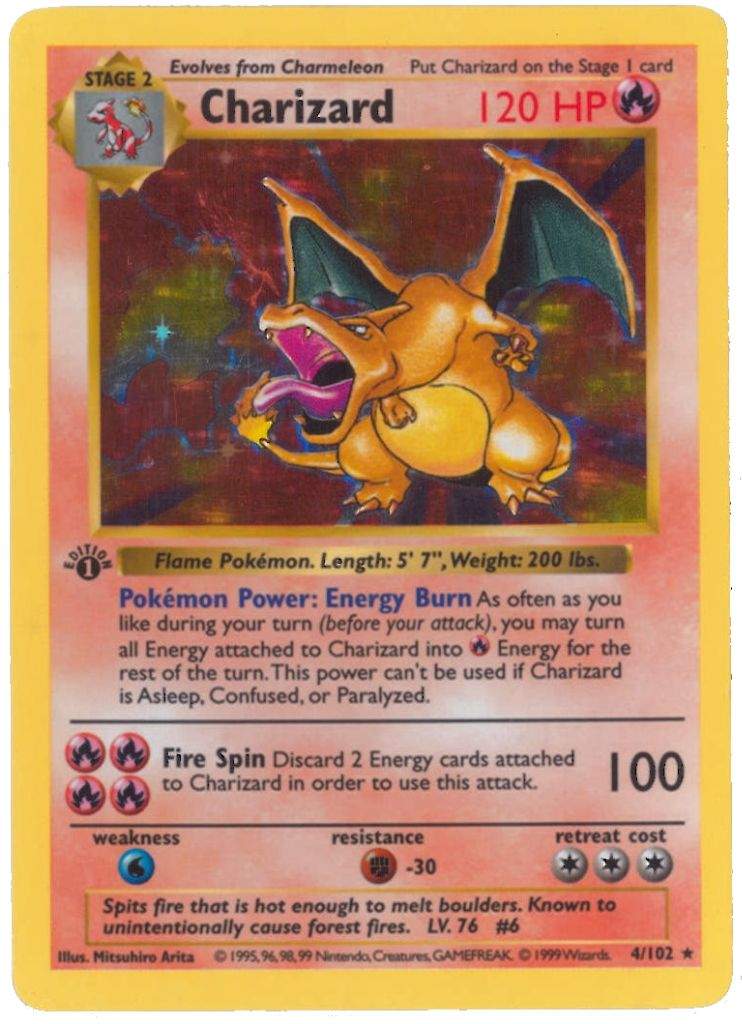 Evolves from Charmeleon Put Charizard on the Stage 1 card
STAGE 2
Charizard 120 HP
EDITION
1
Flame Pokémon. Length: 5' 7", Weight: 200 lbs.
Pokémon Power: Energy Burn As often as you
like during your turn (before your attack), you may turn
all Energy attached to Charizard into Energy for the
rest of the turn. This power can't be used if Charizard
is Asleep, Confused, or Paralyzed.
Fire Spin Discard 2 Energy cards attached
to Charizard in order to use this attack.
100
weakness resistance retreat cost
-30
Spits fire that is hot enough to melt boulders. Known to
unintentionally cause forest fires. LV. 76 #6
Illus. Mitsuhiro Arita © 1995, 96, 98, 99 Nintendo, Creatures, GAMEFREAK. © 1999 Wizards. 4/102 ★